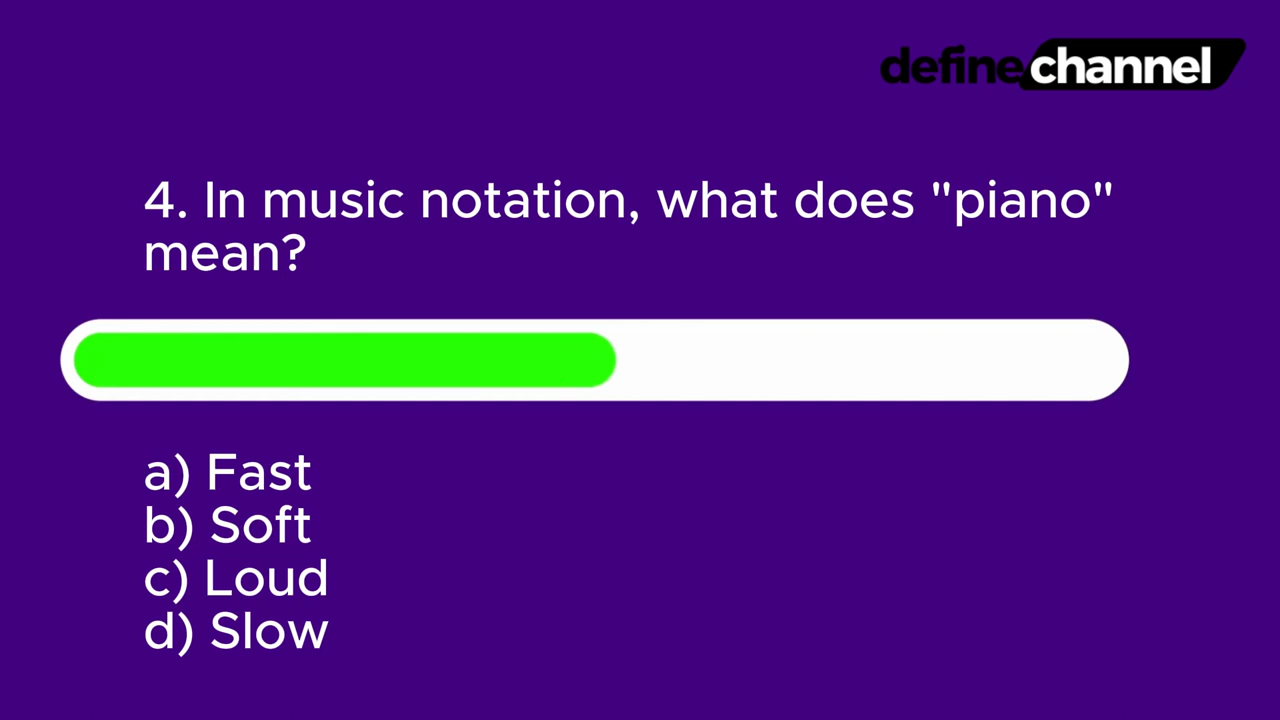 definechannel
4. In music notation, what does "piano"
mean?
a) Fast
b) Soft
c) Loud
d) Slow